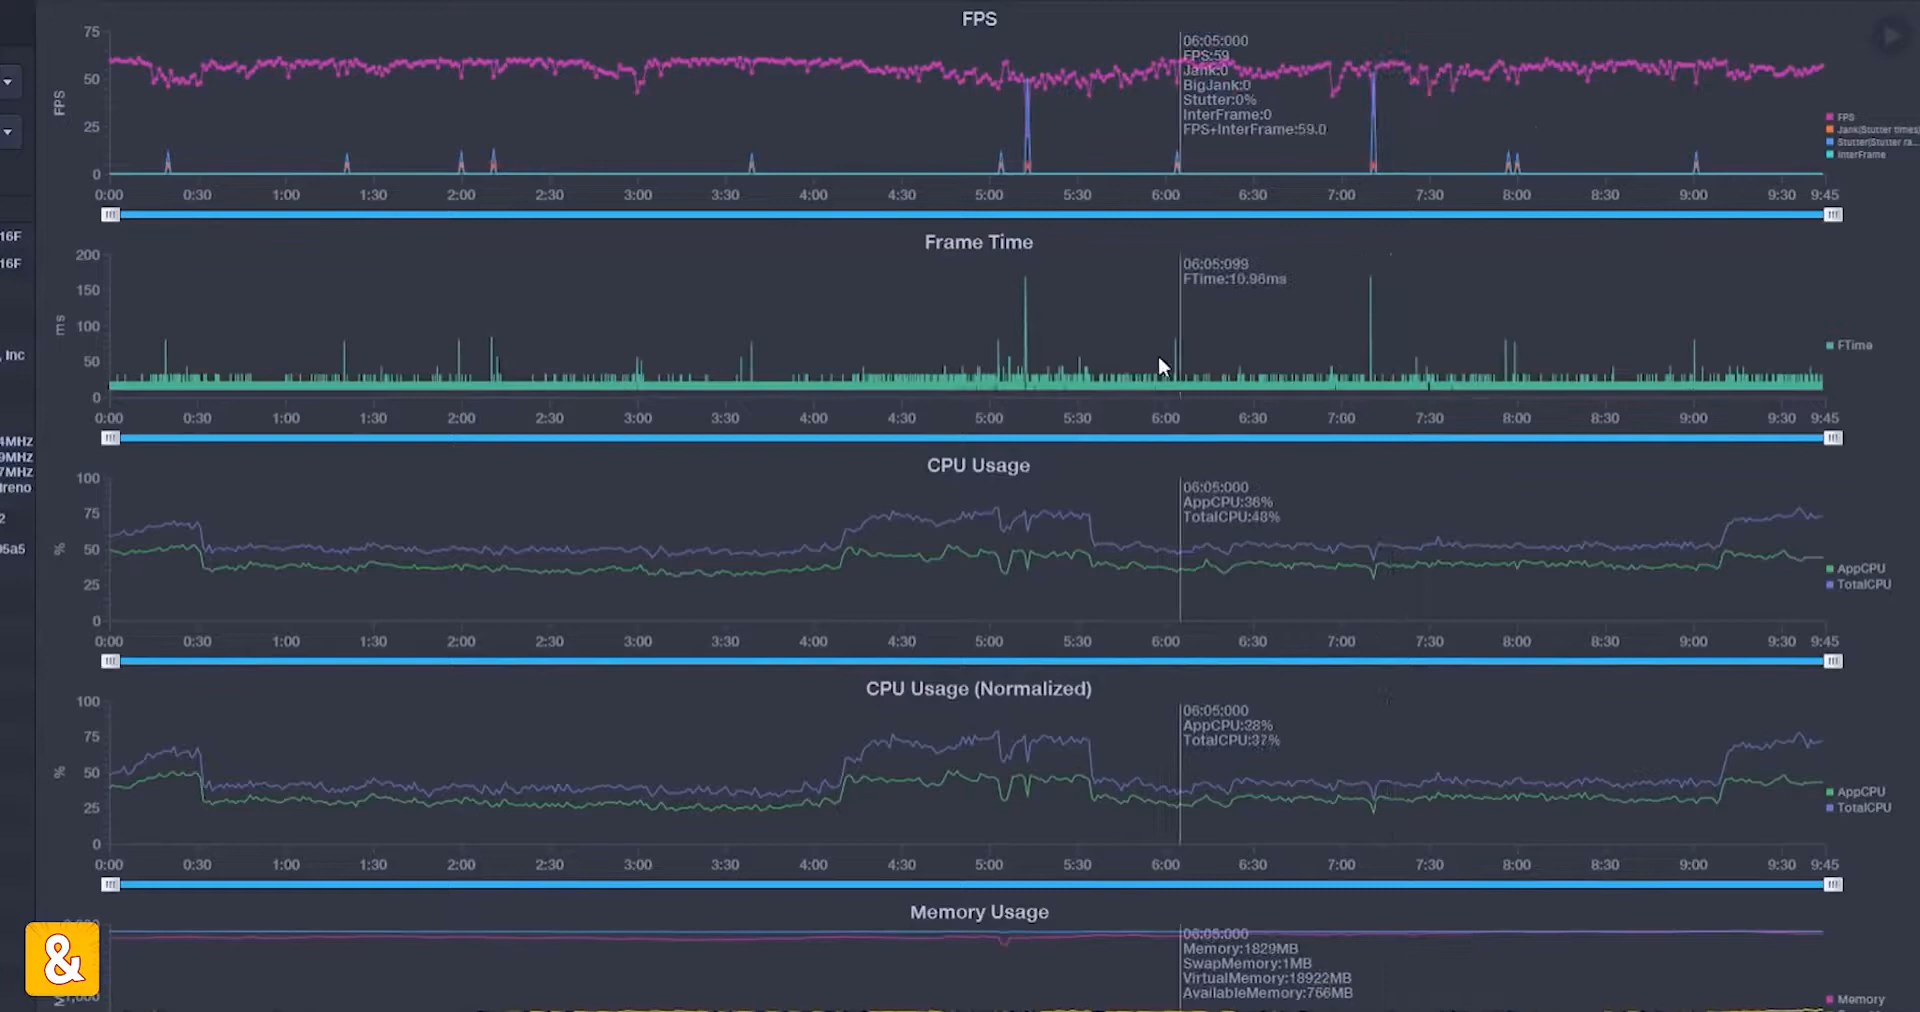 FPS
75
50
25
0
FPS
06:05:000
FPS:59
Jank:0
BigJank:0
Stutter:0%
InterFrame:0
FPS+InterFrame:59.0
FPS
Jank(Stutter times)
Stutter(Stutter ra...
InterFrame
0:00 0:30 1:00 1:30 2:00 2:30 3:00 3:30 4:00 4:30 5:00 5:30 6:00 6:30 7:00 7:30 8:00 8:30 9:00 9:30 9:45
16F
16F
Frame Time
200
150
100
50
0
ms
06:05:099
FTime:10.96ms
FTime
, Inc
0:00 0:30 1:00 1:30 2:00 2:30 3:00 3:30 4:00 4:30 5:00 5:30 6:00 6:30 7:00 7:30 8:00 8:30 9:00 9:30 9:45
4MHz
9MHz
7MHz
dreno
2
95a5
CPU Usage
100
75
50
25
0
%
06:05:000
AppCPU:36%
TotalCPU:48%
AppCPU
TotalCPU
0:00 0:30 1:00 1:30 2:00 2:30 3:00 3:30 4:00 4:30 5:00 5:30 6:00 6:30 7:00 7:30 8:00 8:30 9:00 9:30 9:45
CPU Usage (Normalized)
100
75
50
25
0
%
06:05:000
AppCPU:28%
TotalCPU:37%
AppCPU
TotalCPU
0:00 0:30 1:00 1:30 2:00 2:30 3:00 3:30 4:00 4:30 5:00 5:30 6:00 6:30 7:00 7:30 8:00 8:30 9:00 9:30 9:45
Memory Usage
06:05:000
Memory:1829MB
SwapMemory:1MB
VirtualMemory:18922MB
AvailableMemory:766MB
Memory
&